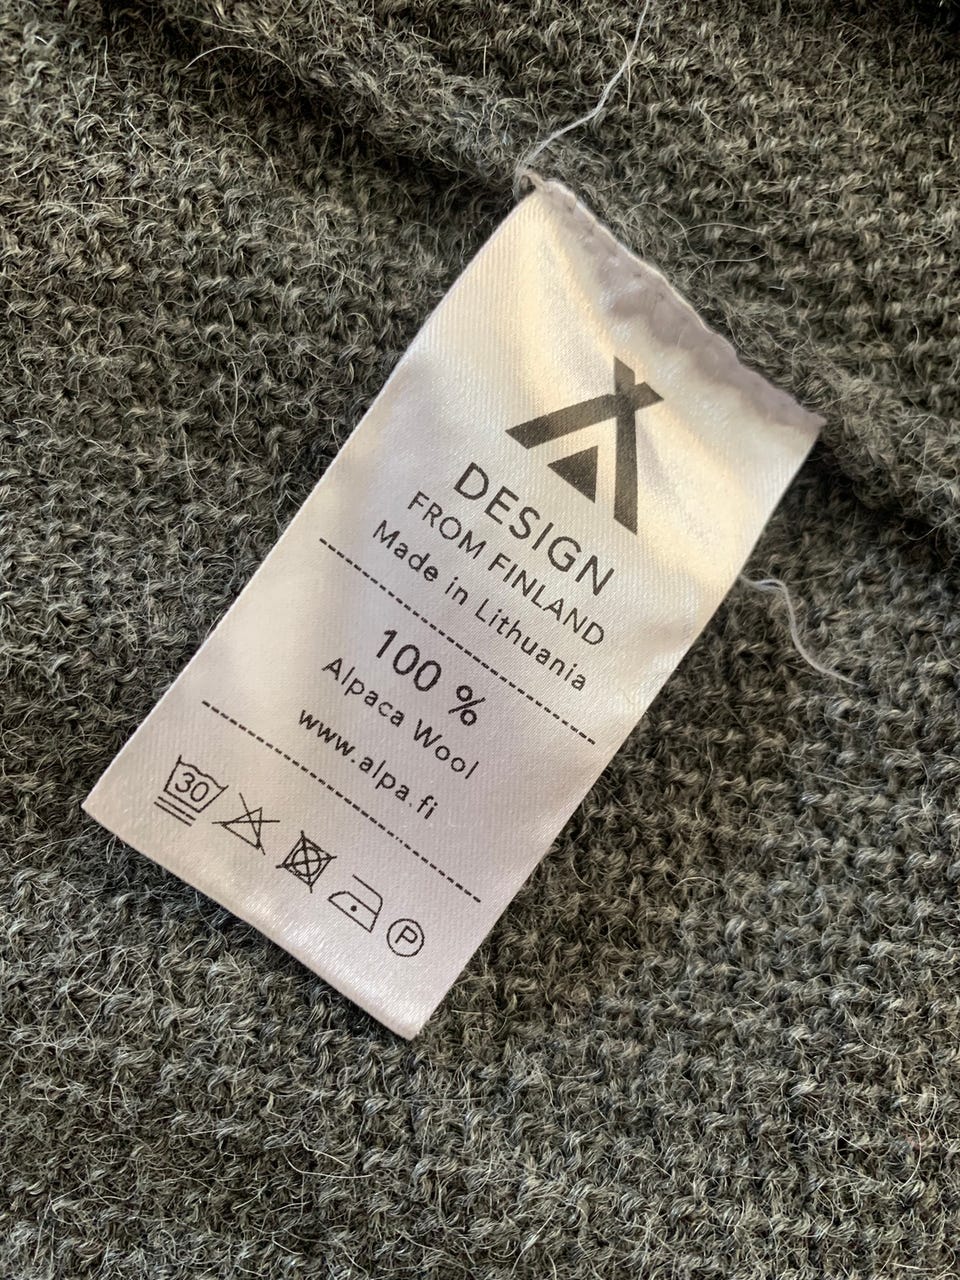 DESIGN
FROM FINLAND
Made in Lithuania
100 %
Alpaca Wool
www.alpa.fi
30
P